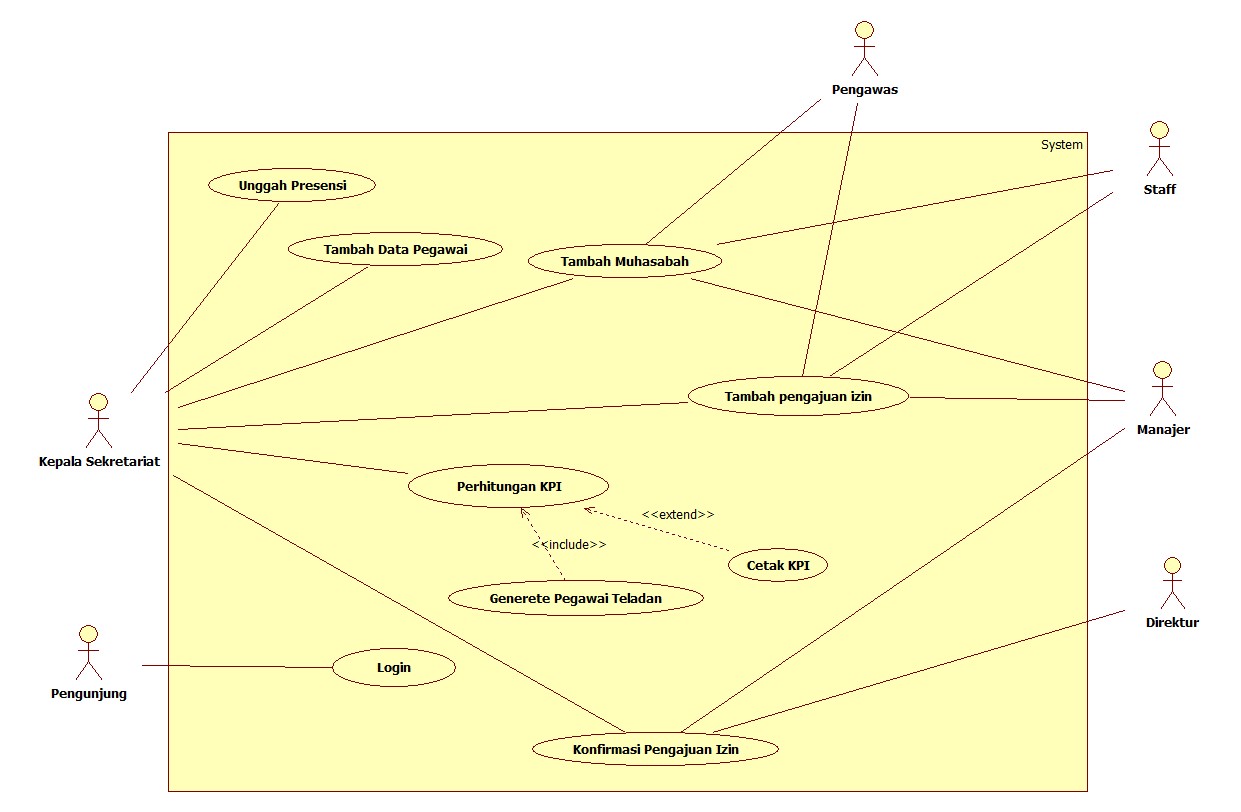 Pengawas
System
Staff
Unggah Presensi
Tambah Data Pegawai
Tambah Muhasabah
Tambah pengajuan izin
Manajer
Kepala Sekretariat
Perhitungan KPI
<<extend>>
<<include>>
Cetak KPI
Generete Pegawai Teladan
Direktur
Login
Pengunjung
Konfirmasi Pengajuan Izin